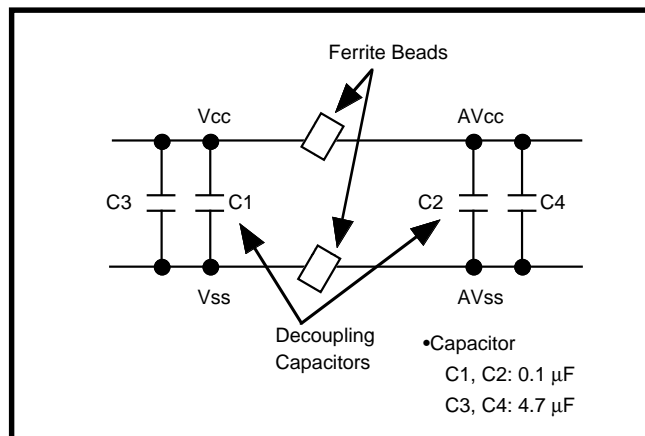 Ferrite Beads
Vcc
AVcc
C3
C1
C2
C4
Vss
AVss
Decoupling
Capacitors
•Capacitor
C1, C2: 0.1 μF
C3, C4: 4.7 μF